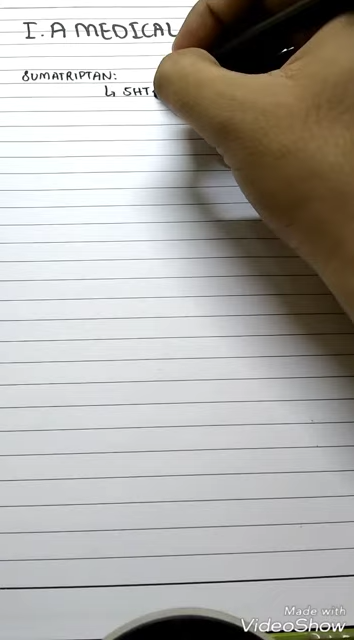 I. A MEDICAL
SUMATRIPTAN:
↳ 5HT
Made with
VideoShow